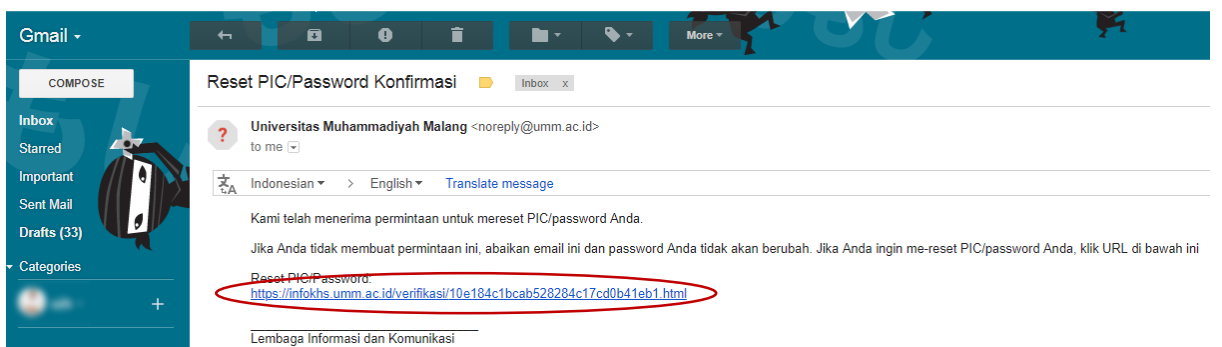 Gmail
More
COMPOSE
Reset PIC/Password Konfirmasi
Inbox x
Inbox
Starred
Important
Sent Mail
Drafts (33)
Categories
+
?
Universitas Muhammadiyah Malang <noreply@umm.ac.id>
to me
Indonesian > English Translate message
Kami telah menerima permintaan untuk mereset PIC/password Anda.
Jika Anda tidak membuat permintaan ini, abaikan email ini dan password Anda tidak akan berubah. Jika Anda ingin me-reset PIC/password Anda, klik URL di bawah ini
Reset PIC/Password:
https://infokhs.umm.ac.id/verifikasi/10e184c1bcab528284c17cd0b41eb1.html
Lembaga Informasi dan Komunikasi